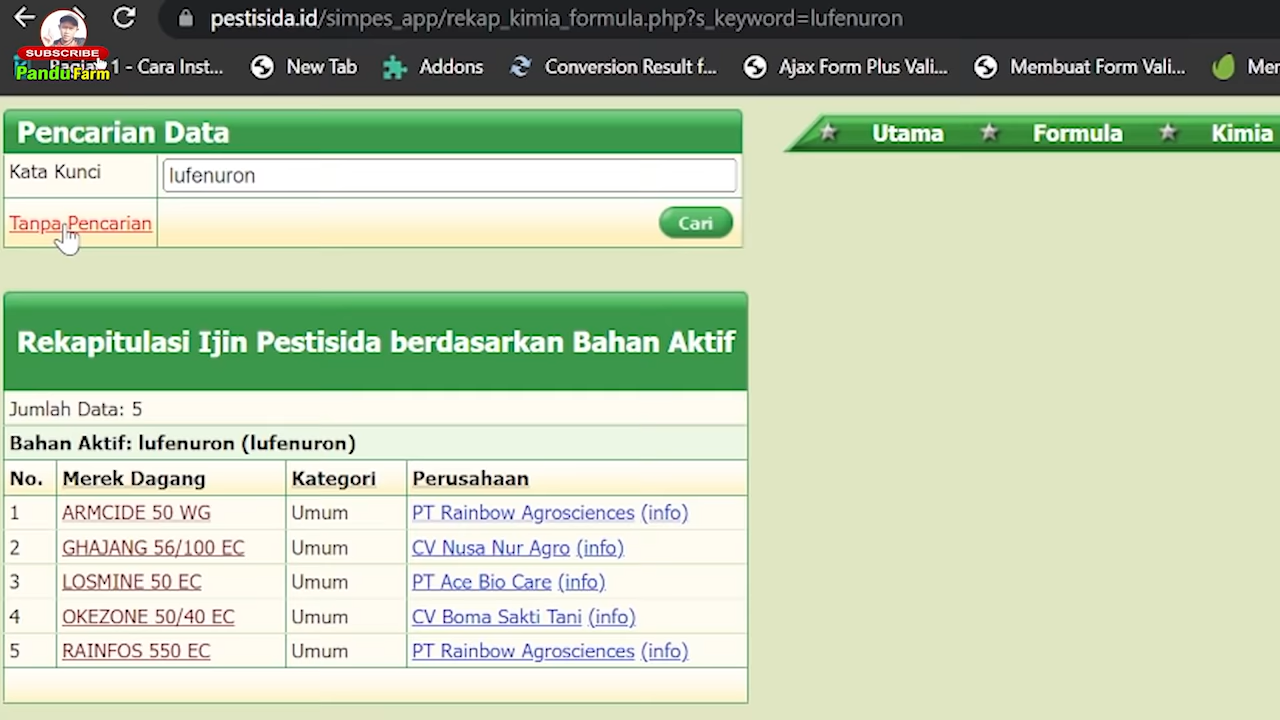 pestisida.id/simpes_app/rekap_kimia_formula.php?s_keyword=lufenuron
SUBSCRIBE
Pandu Farm
1 - Cara Inst... New Tab Addons Conversion Result f... Ajax Form Plus Vali... Membuat Form Vali... Mer
Pencarian Data
Utama Formula Kimia
Kata Kunci lufenuron
Tanpa Pencarian Cari
Rekapitulasi Ijin Pestisida berdasarkan Bahan Aktif
Jumlah Data: 5
Bahan Aktif: lufenuron (lufenuron)
No. Merek Dagang Kategori Perusahaan
1 ARMCIDE 50 WG Umum PT Rainbow Agrosciences (info)
2 GHAJANG 56/100 EC Umum CV Nusa Nur Agro (info)
3 LOSMINE 50 EC Umum PT Ace Bio Care (info)
4 OKEZONE 50/40 EC Umum CV Boma Sakti Tani (info)
5 RAINFOS 550 EC Umum PT Rainbow Agrosciences (info)